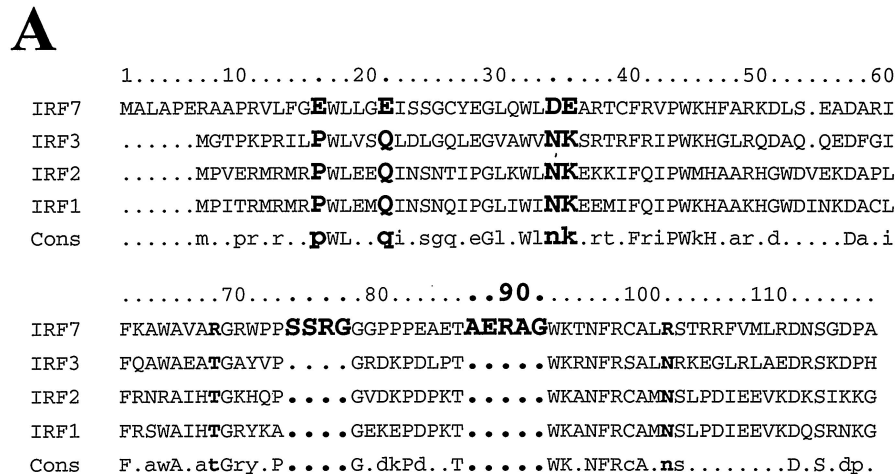 A
1.......10........20........30........40........50........60
IRF7 MALAPERAAPRVLFGEWLLGEISSGCYEGLQWLDEARTCFRVPWKHFARKDLS.EADARI
IRF3 ......MGTPKPRILPWLVSQLDLGQLEGVAWVNKSRTRFRIPWKHGLRQDAQ.QEDFGI
IRF2 ......MPVERMRMRPWLEEQINSNTIPGLKWLNKEKKIFQIPWMHAARHGWDVEKDAPL
IRF1 ......MPITRMRMRPWLEMQINSNQIPGLIWINKEEMIFQIPWKHAAKHGWDINKDACL
Cons ......m..pr.r..pWL..qi.sgq.eGl.Wlnk.rt.FriPWkH.ar.d.....Da.i
........70........80........90........100.......110........
IRF7 FKAWAVARGRWPPSSRGGGPPPEAETAERAGWKTNFRCALRSTRRFVMLRDNSGDPA
IRF3 FQAWAEATGAYVP....GRDKPDLPT.....WKRNFRSALNRKEGLRLAEDRSKDPH
IRF2 FRNRAIHTGKHQP....GVDKPDPKT.....WKANFRCAMNSLPDIEEVKDKSIKKG
IRF1 FRSWAIHTGRYKA....GEKEPDPKT.....WKANFRCAMNSLPDIEEVKDQSRNKG
Cons F.awA.atGry.P....G.dkPd..T.....WK.NFRcA.ns........D.S.dp.